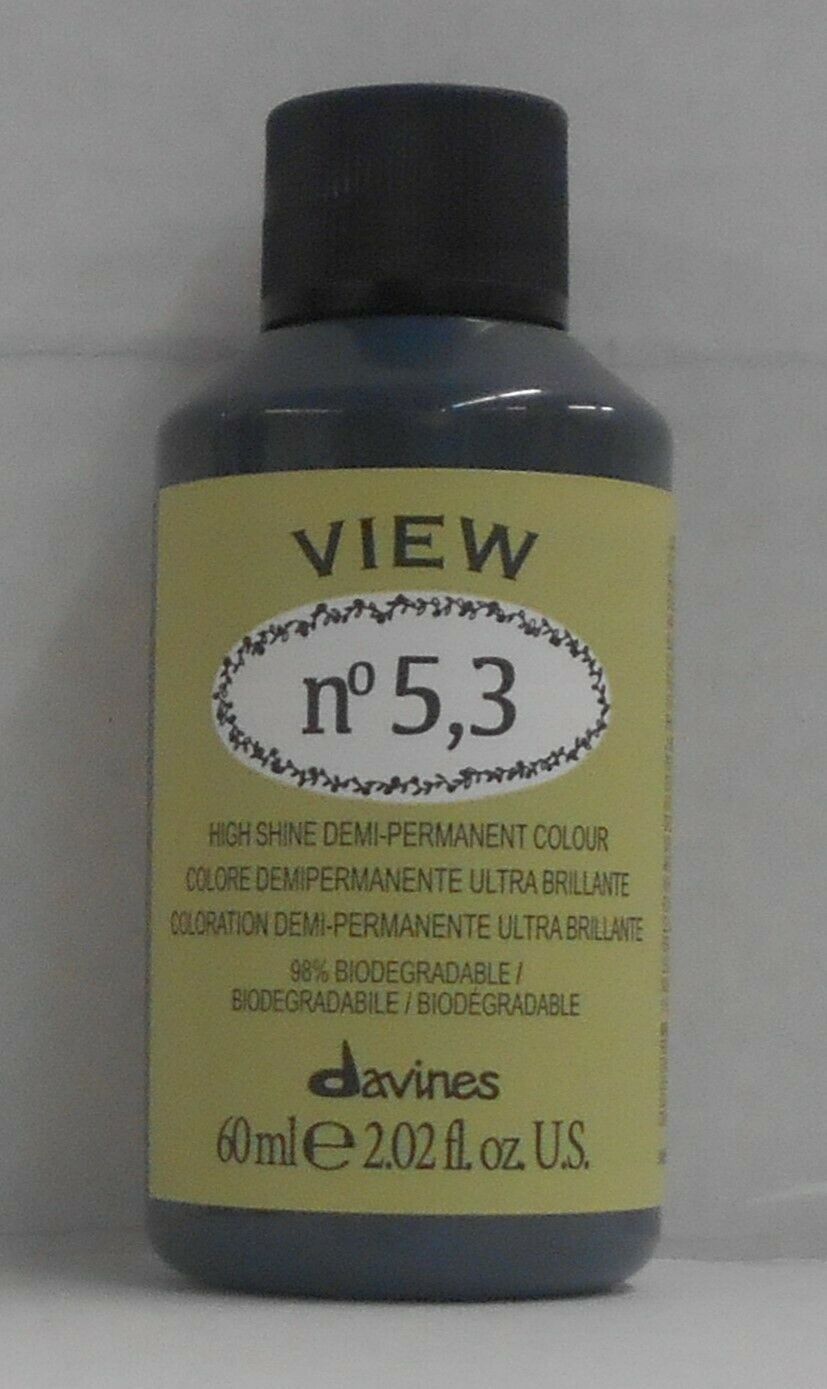 VIEW
nº 5,3
HIGH SHINE DEMI-PERMANENT COLOUR
COLORE DEMIPERMANENTE ULTRA BRILLANTE
COLORATION DEMI-PERMANENTE ULTRA BRILLANTE
98% BIODEGRADABLE /
BIODEGRADABILE / BIODÉGRADABLE
davines
60 ml e 2.02 fl. oz. U.S.